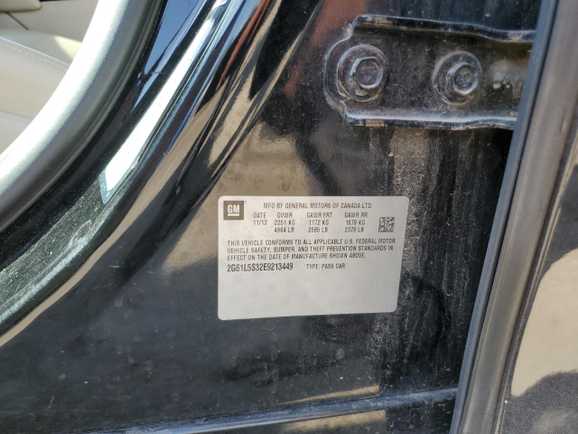 GM
MFD BY GENERAL MOTORS OF CANADA LTD
DATE GVWR GAWR FRT GAWR RR
11/13 2251 KG 1172 KG 1079 KG
4964 LB 2585 LB 2379 LB
THIS VEHICLE CONFORMS TO ALL APPLICABLE U.S. FEDERAL MOTOR
VEHICLE SAFETY, BUMPER, AND THEFT PREVENTION STANDARDS IN
EFFECT ON THE DATE OF MANUFACTURE SHOWN ABOVE.
2G61L5S32E9213449 TYPE: PASS CAR